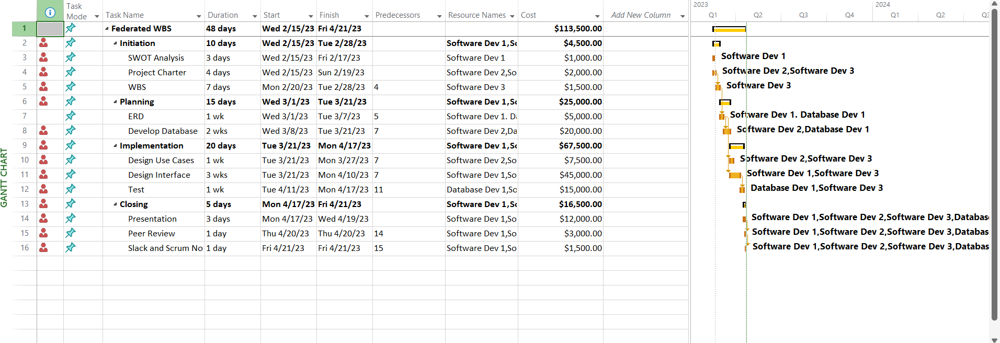 Task Mode Task Name Duration Start Finish Predecessors Resource Names Cost Add New Column
1 Federated WBS 48 days Wed 2/15/23 Fri 4/21/23 $113,500.00
2 Initiation 10 days Wed 2/15/23 Tue 2/28/23 Software Dev 1,So $4,500.00
3 SWOT Analysis 3 days Wed 2/15/23 Fri 2/17/23 Software Dev 1 $1,000.00
4 Project Charter 4 days Wed 2/15/23 Sun 2/19/23 Software Dev 2,So $2,000.00
5 WBS 7 days Mon 2/20/23 Tue 2/28/23 4 Software Dev 3 $1,500.00
6 Planning 15 days Wed 3/1/23 Tue 3/21/23 Software Dev 1,So $25,000.00
7 ERD 1 wk Wed 3/1/23 Tue 3/7/23 5 Software Dev 1. Da $5,000.00
8 Develop Database 2 wks Wed 3/8/23 Tue 3/21/23 7 Software Dev 2,Da $20,000.00
9 Implementation 20 days Tue 3/21/23 Mon 4/17/23 Software Dev 1,So $67,500.00
10 Design Use Cases 1 wk Tue 3/21/23 Mon 3/27/23 7 Software Dev 2,So $7,500.00
11 Design Interface 3 wks Tue 3/21/23 Mon 4/10/23 7 Software Dev 1,So $45,000.00
12 Test 1 wk Tue 4/11/23 Mon 4/17/23 11 Database Dev 1,So $15,000.00
13 Closing 5 days Mon 4/17/23 Fri 4/21/23 Software Dev 1,So $16,500.00
14 Presentation 3 days Mon 4/17/23 Wed 4/19/23 Software Dev 1,So $12,000.00
15 Peer Review 1 day Thu 4/20/23 Thu 4/20/23 14 Software Dev 1,So $3,000.00
16 Slack and Scrum No 1 day Fri 4/21/23 Fri 4/21/23 15 Software Dev 1,So $1,500.00
GANTT CHART
2023 2024
Q1 Q2 Q3 Q4 Q1 Q2 Q3
Software Dev 1
Software Dev 2,Software Dev 3
Software Dev 3
Software Dev 1. Database Dev 1
Software Dev 2,Database Dev 1
Software Dev 2,Software Dev 3
Software Dev 1,Software Dev 3
Database Dev 1,Software Dev 3
Software Dev 1,Software Dev 2,Software Dev 3,Databas
Software Dev 1,Software Dev 2,Software Dev 3,Databas
Software Dev 1,Software Dev 2,Software Dev 3,Databas